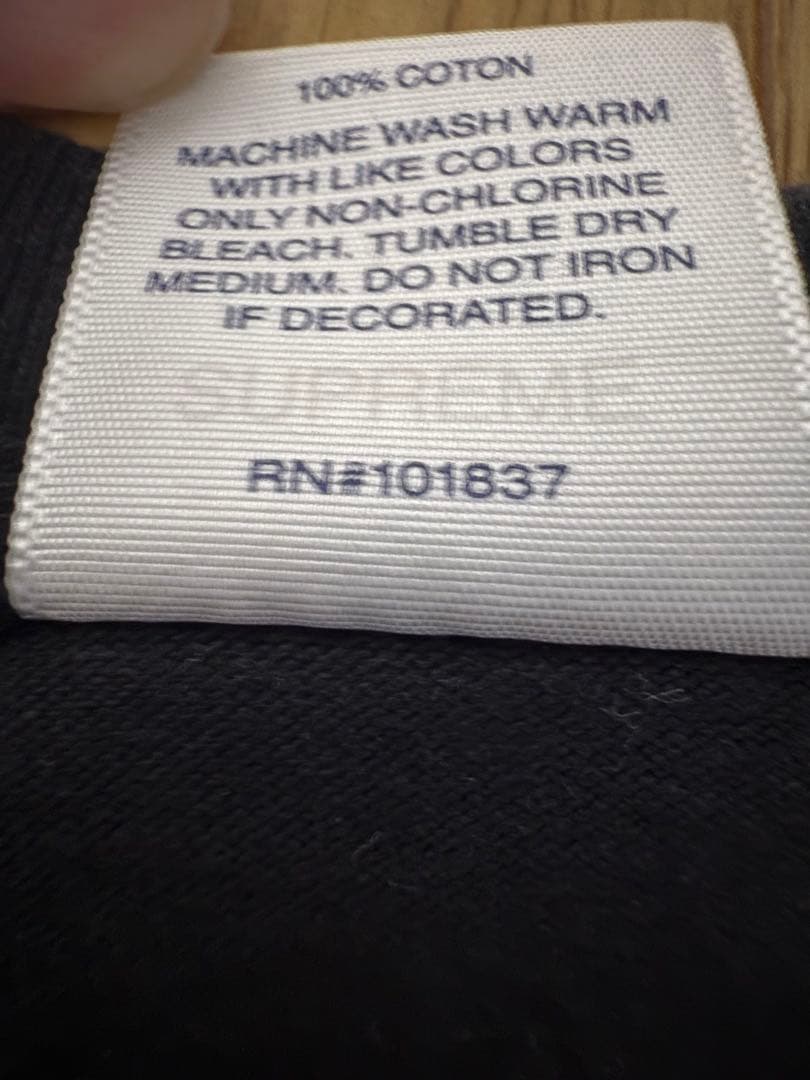 100% COTON
MACHINE WASH WARM
WITH LIKE COLORS
ONLY NON-CHLORINE
BLEACH. TUMBLE DRY
MEDIUM. DO NOT IRON
IF DECORATED.
SUPREME
RN#101837